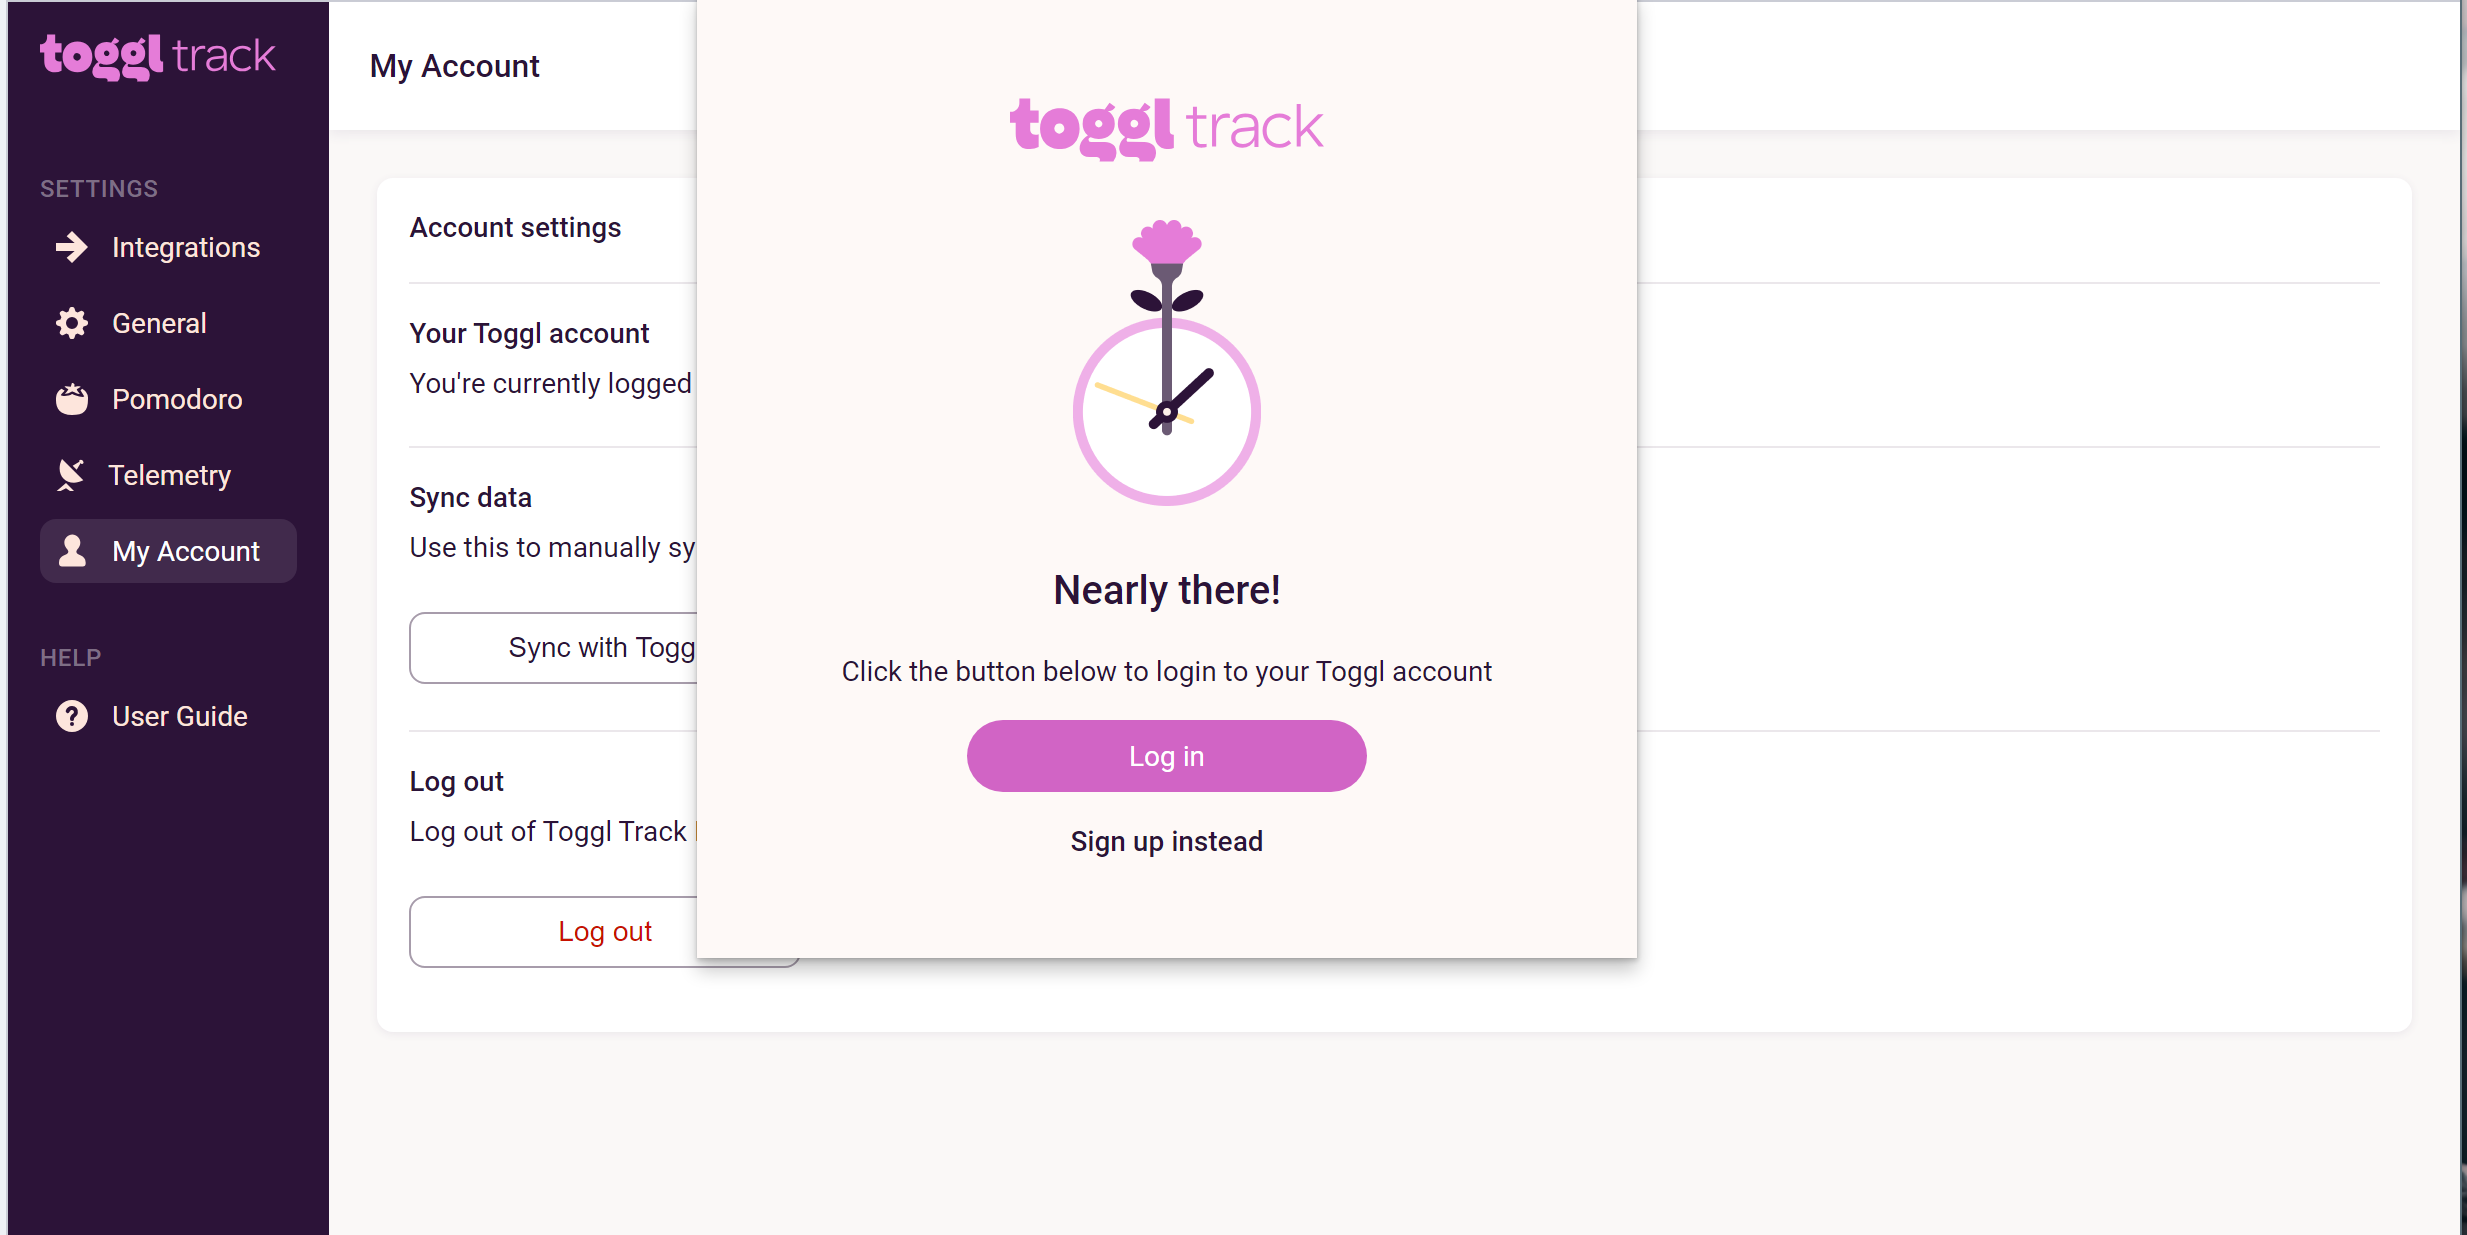 toggl track
SETTINGS
Integrations
General
Pomodoro
Telemetry
My Account
HELP
User Guide
My Account
Account settings
Your Toggl account
You're currently logged
Sync data
Use this to manually sy
Sync with Togg
Log out
Log out of Toggl Track
Log out
toggl track
Nearly there!
Click the button below to login to your Toggl account
Log in
Sign up instead